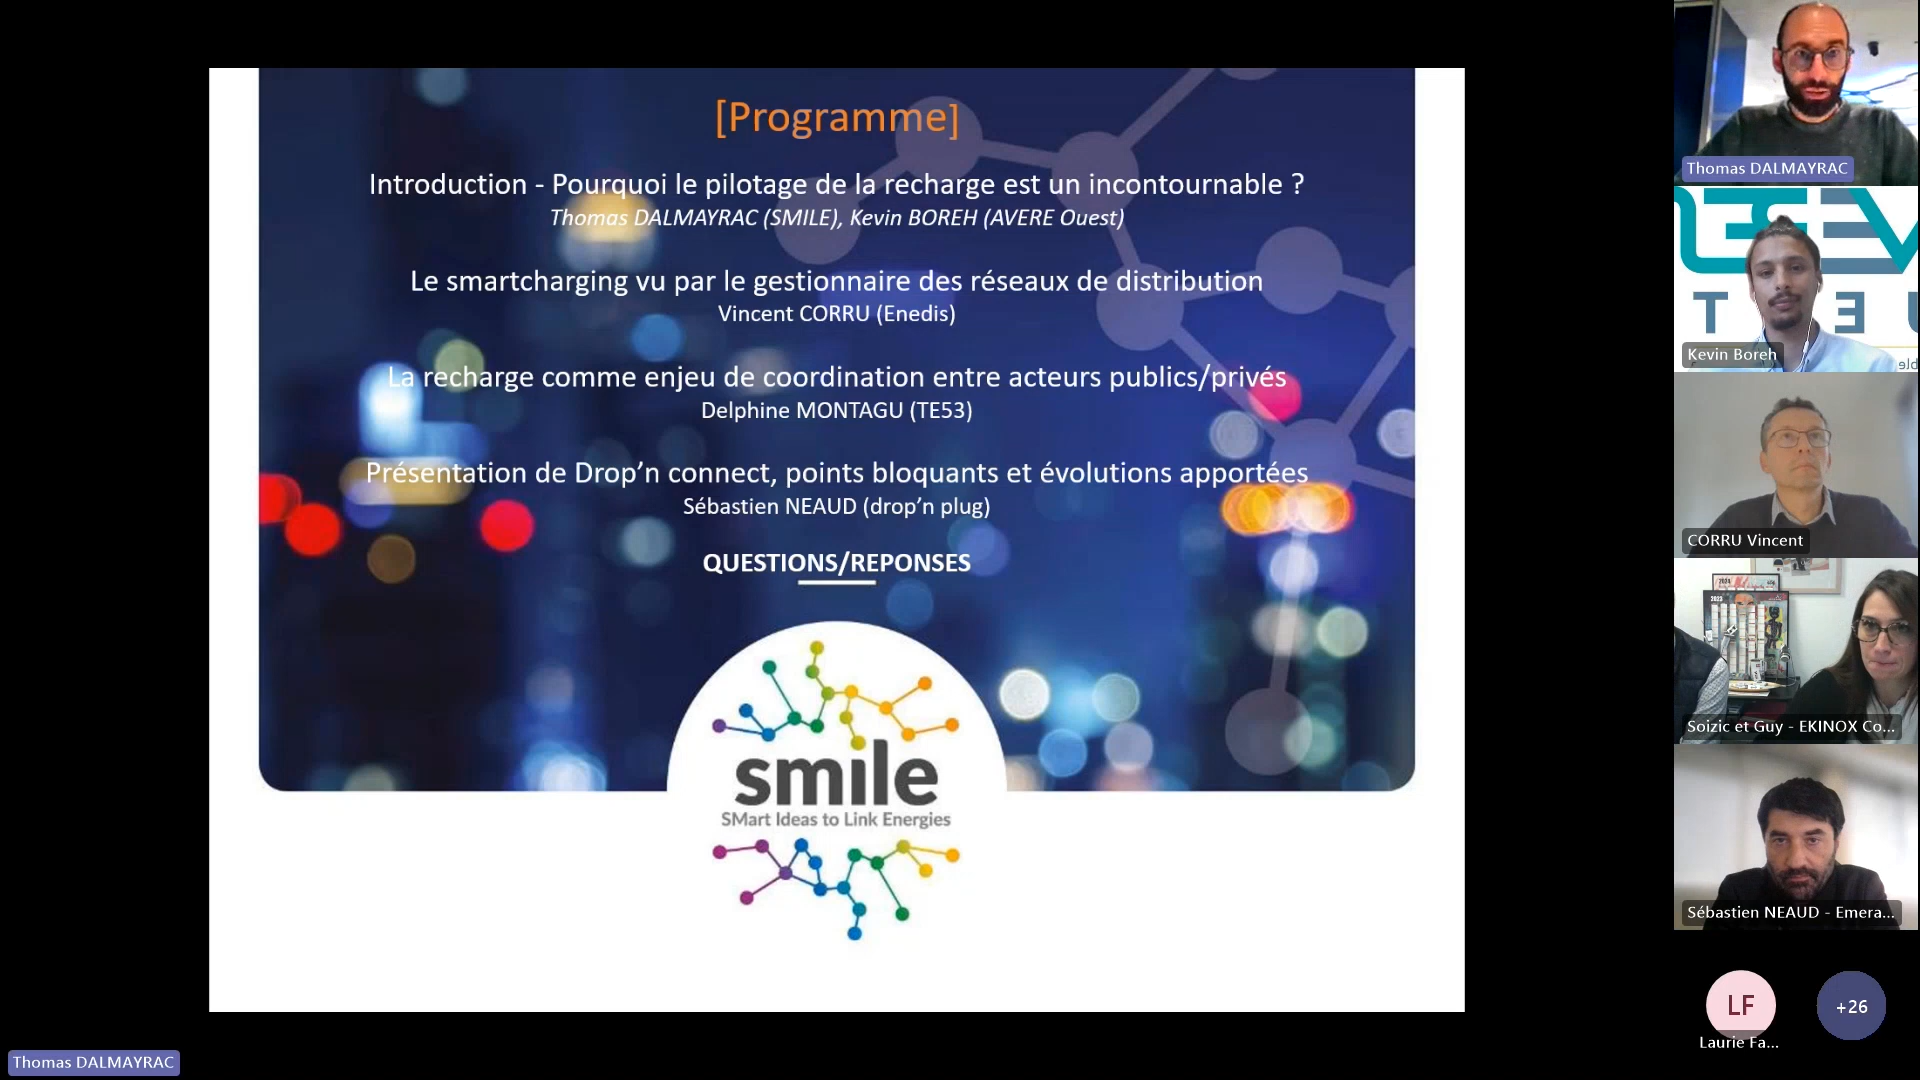 [Programme]
Introduction - Pourquoi le pilotage de la recharge est un incontournable ?
Thomas DALMAYRAC (SMILE), Kevin BOREH (AVERE Ouest)
Le smartcharging vu par le gestionnaire des réseaux de distribution
Vincent CORRU (Enedis)
La recharge comme enjeu de coordination entre acteurs publics/privés
Delphine MONTAGU (TE53)
Présentation de Drop’n connect, points bloquants et évolutions apportées
Sébastien NEAUD (drop’n plug)
QUESTIONS/REPONSES
smile
SMart Ideas to Link Energies
Thomas DALMAYRAC
Thomas DALMAYRAC
Kevin Boreh
CORRU Vincent
2024
2023
Soizic et Guy - EKINOX Co...
Sébastien NEAUD - Emera...
LF
Laurie Fa...
+26